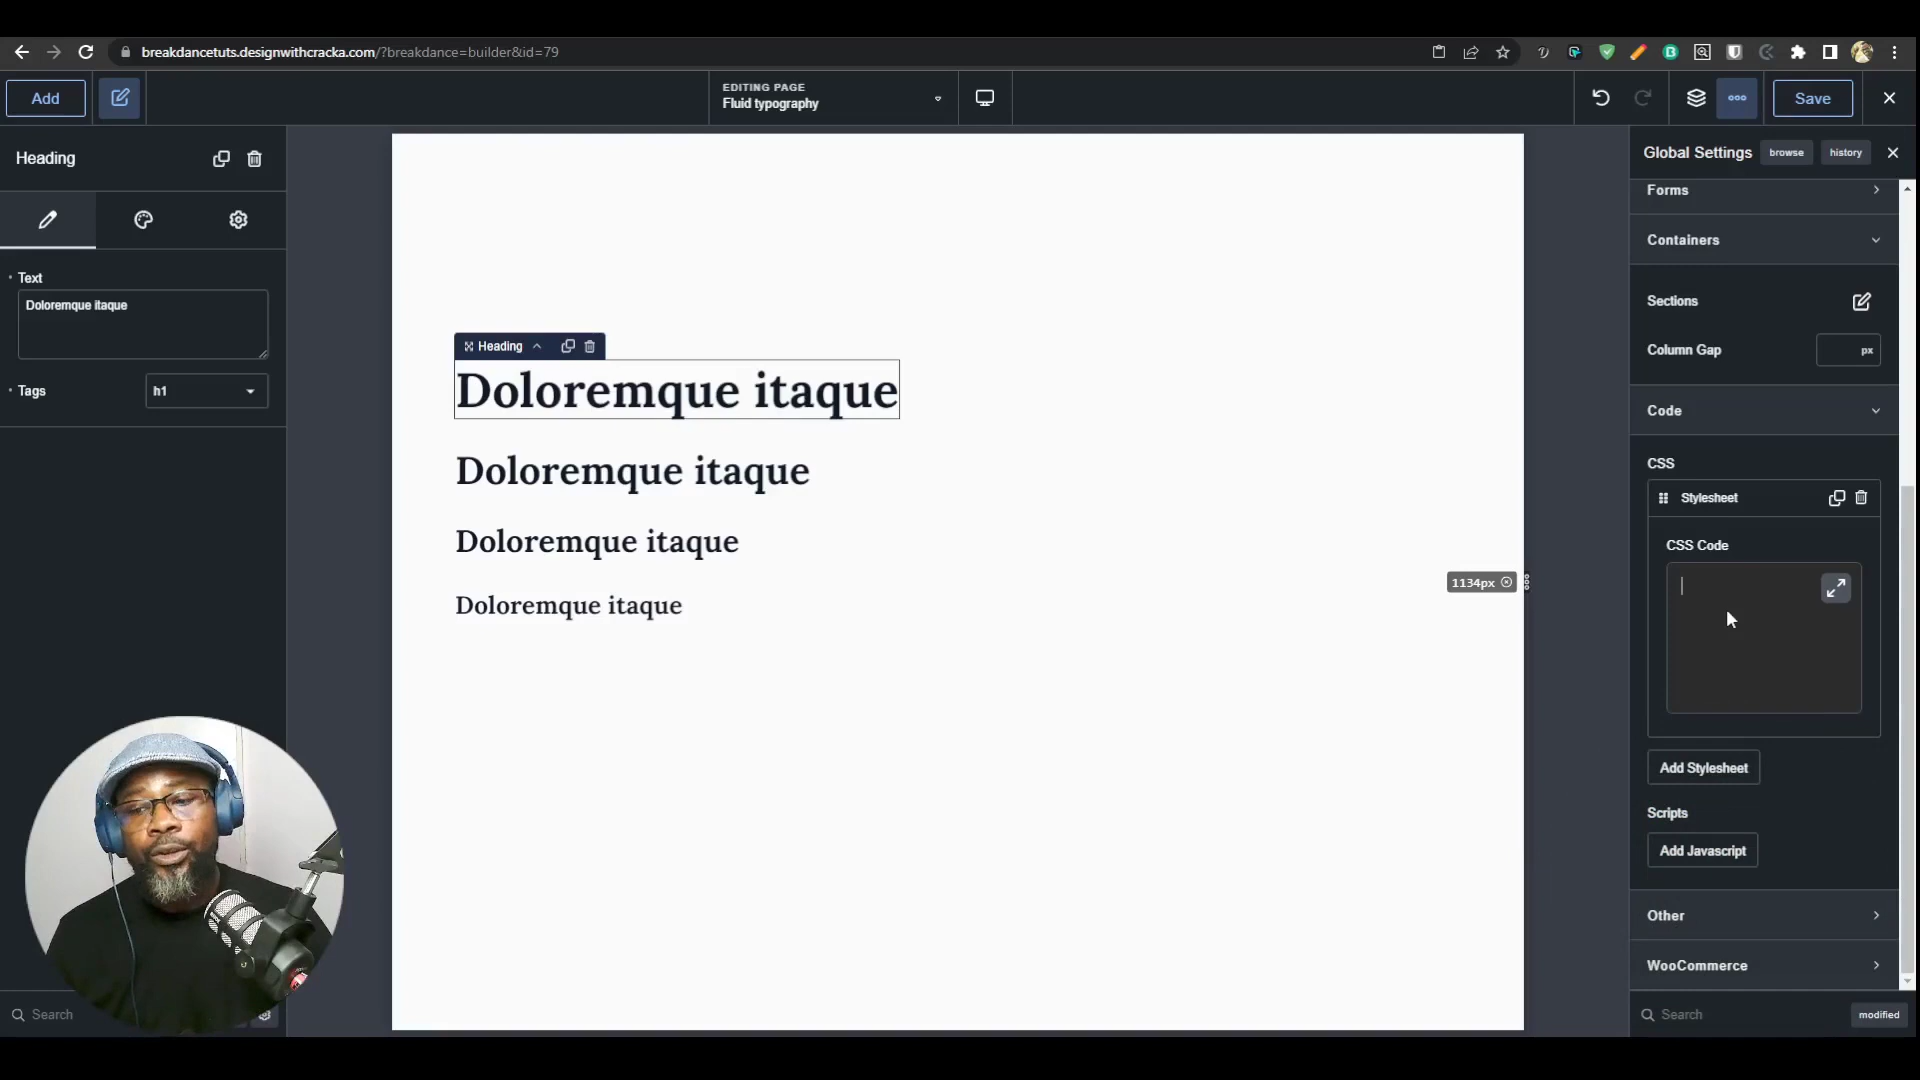 breakdancetuts.designwithcracka.com/?breakdance=builder&id=79
Add
EDITING PAGE
Fluid typography
Save
Heading
Text
Doloremque itaque
Tags
h1
Search
Heading
Doloremque itaque
Doloremque itaque
Doloremque itaque
Doloremque itaque
1134px
Global Settings
browse
history
Forms
Containers
Sections
Column Gap
px
Code
CSS
Stylesheet
CSS Code
Add Stylesheet
Scripts
Add Javascript
Other
WooCommerce
Search
modified